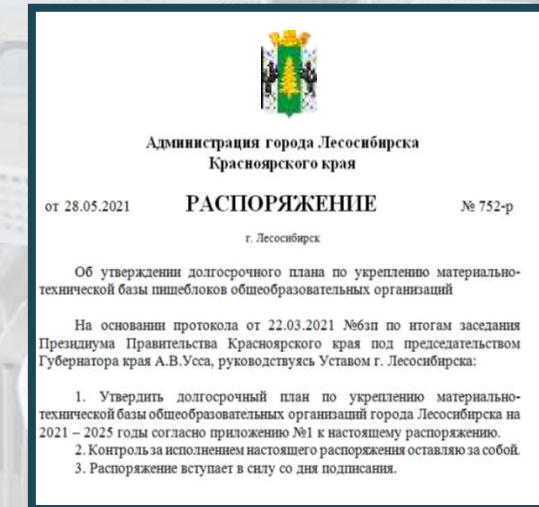 Администрация города Лесосибирска
Красноярского края
от 28.05.2021 РАСПОРЯЖЕНИЕ № 752-р
г. Лесосибирск
Об утверждении долгосрочного плана по укреплению материально-
технической базы пищеблоков общеобразовательных организаций
На основании протокола от 22.03.2021 №6зп по итогам заседания
Президиума Правительства Красноярского края под председательством
Губернатора края А.В.Усса, руководствуясь Уставом г. Лесосибирска:
1. Утвердить долгосрочный план по укреплению материально-
технической базы общеобразовательных организаций города Лесосибирска на
2021 – 2025 годы согласно приложению №1 к настоящему распоряжению.
2. Контроль за исполнением настоящего распоряжения оставляю за собой.
3. Распоряжение вступает в силу со дня подписания.